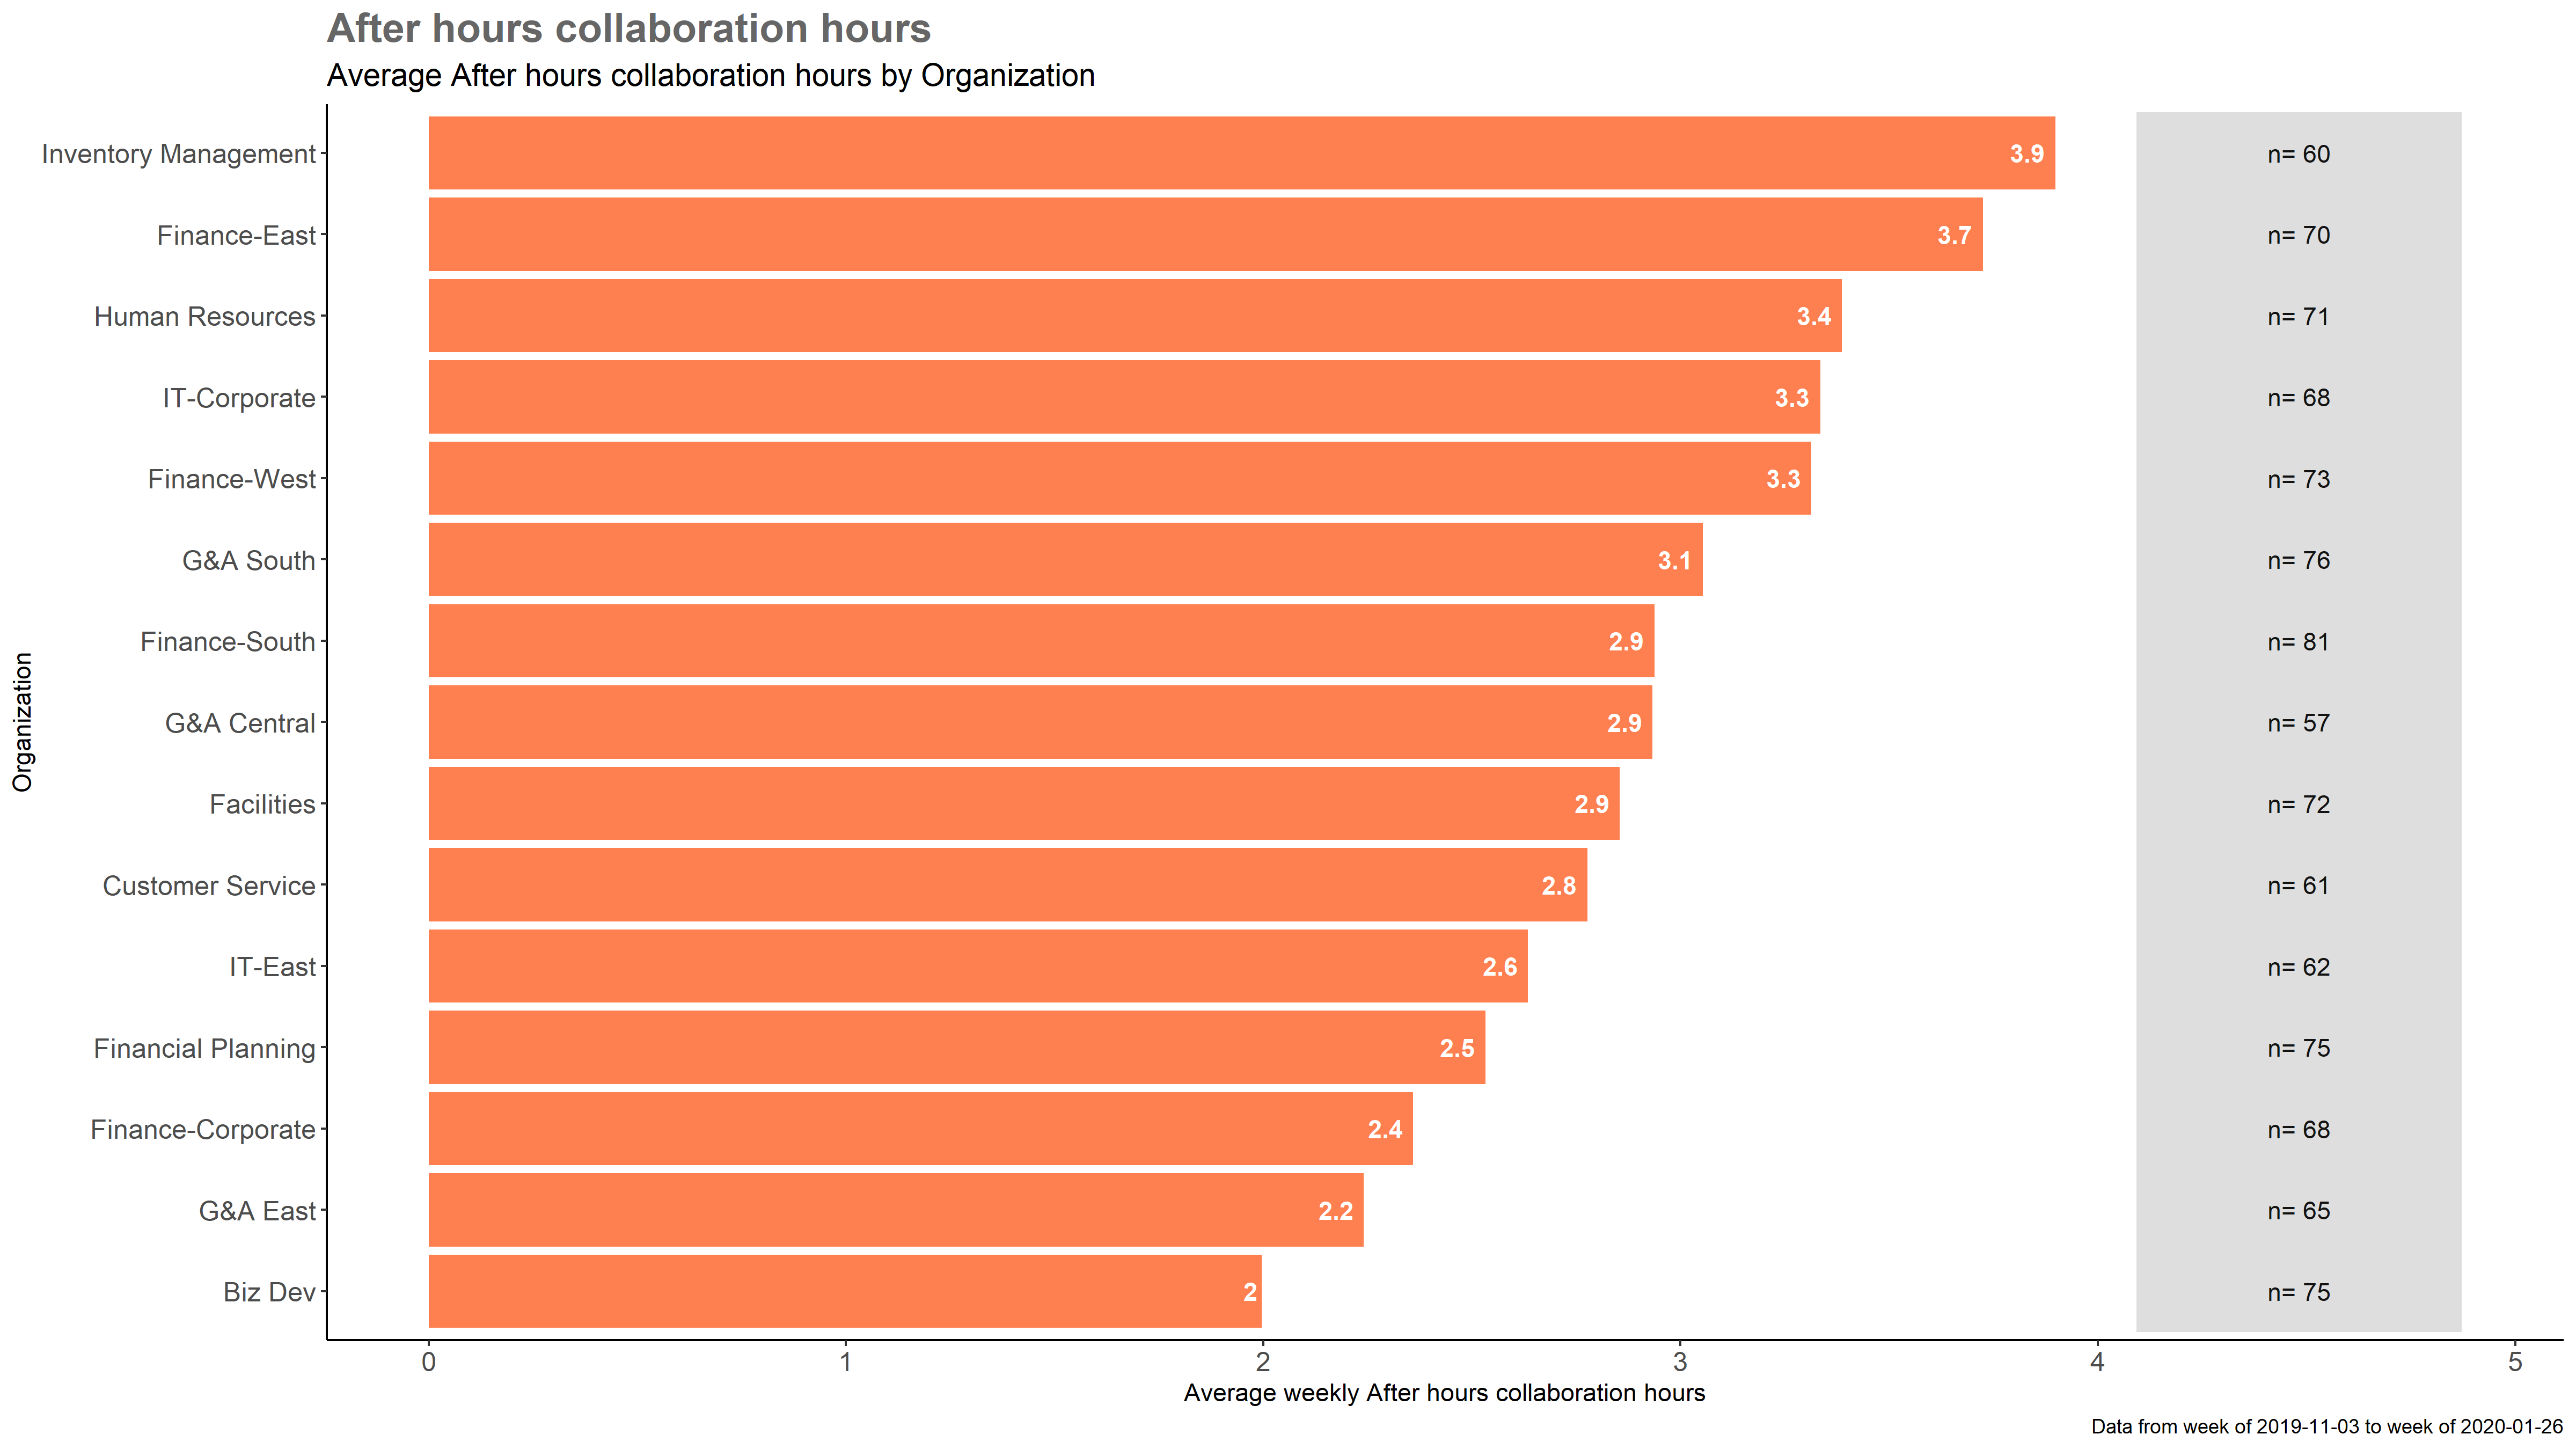 After hours collaboration hours
Average After hours collaboration hours by Organization
Organization
Inventory Management 3.9 n= 60
Finance-East 3.7 n= 70
Human Resources 3.4 n= 71
IT-Corporate 3.3 n= 68
Finance-West 3.3 n= 73
G&A South 3.1 n= 76
Finance-South 2.9 n= 81
G&A Central 2.9 n= 57
Facilities 2.9 n= 72
Customer Service 2.8 n= 61
IT-East 2.6 n= 62
Financial Planning 2.5 n= 75
Finance-Corporate 2.4 n= 68
G&A East 2.2 n= 65
Biz Dev 2 n= 75
0 1 2 3 4 5
Average weekly After hours collaboration hours
Data from week of 2019-11-03 to week of 2020-01-26